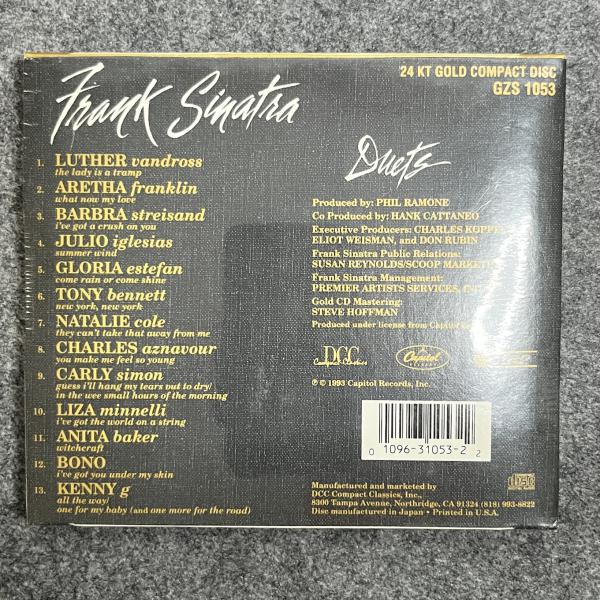 24 KT GOLD COMPACT DISC
GZS 1053
Frank Sinatra
Duets
1. LUTHER vandross
the lady is a tramp
2. ARETHA franklin
what now my love
3. BARBRA streisand
i've got a crush on you
4. JULIO iglesias
summer wind
5. GLORIA estefan
come rain or come shine
6. TONY bennett
new york, new york
7. NATALIE cole
they can't take that away from me
8. CHARLES aznavour
you make me feel so young
9. CARLY simon
guess i'll hang my tears out to dry/
in the wee small hours of the morning
10. LIZA minnelli
i've got the world on a string
11. ANITA baker
witchcraft
12. BONO
i've got you under my skin
13. KENNY g
all the way/
one for my baby (and one more for the road)
Produced by: PHIL RAMONE
Co Produced by: HANK CATTANEO
Executive Producers: CHARLES KOPPE
ELIOT WEISMAN, and DON RUBIN
Frank Sinatra Public Relations:
SUSAN REYNOLDS/SCOOP MARKET
Frank Sinatra Management:
PREMIER ARTISTS SERVICES, INC
Gold CD Mastering:
STEVE HOFFMAN
Produced under license from Capitol
DCC
Compact Classics
Capitol
℗ © 1993 Capitol Records, Inc.
0 1096-31053-2 2
Manufactured and marketed by
DCC Compact Classics, Inc.,
8300 Tampa Avenue, Northridge, CA 91324 (818) 993-8822
Disc manufactured in Japan • Printed in U.S.A.